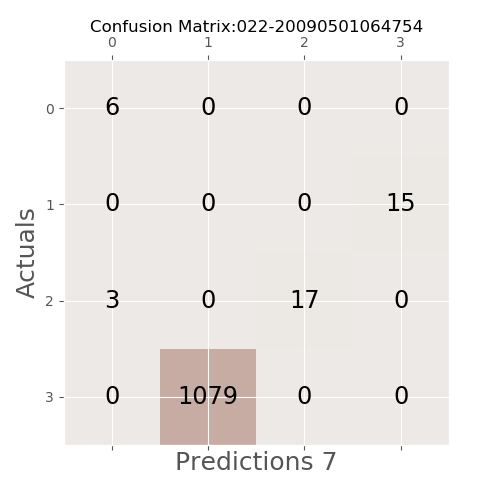 Confusion Matrix:022-20090501064754
0 1 2 3
0 6 0 0 0
1 0 0 0 15
2 3 0 17 0
3 0 1079 0 0
Actuals
Predictions 7